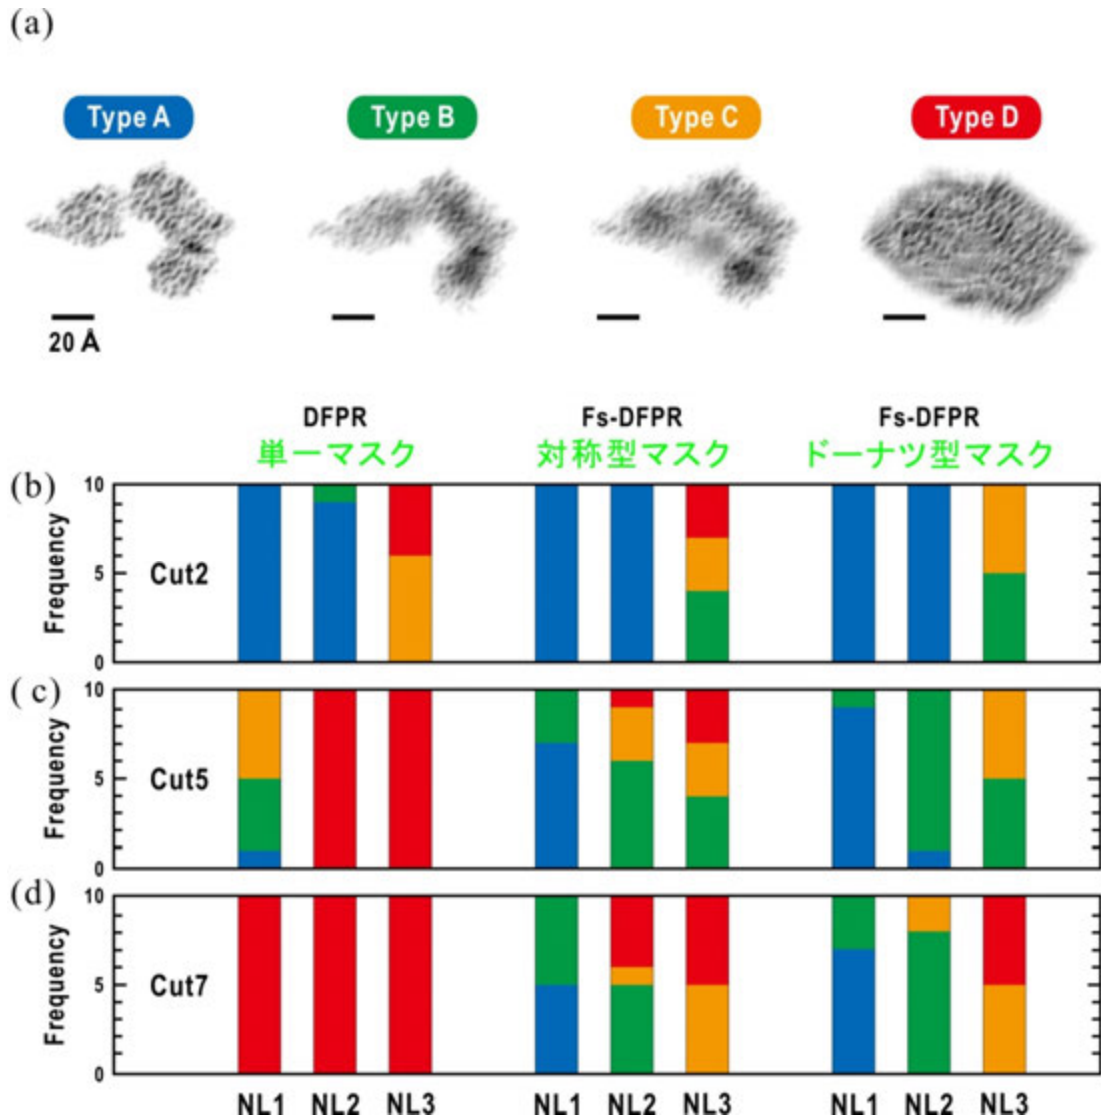 (a)
Type A Type B Type C Type D
20 Å
DFPR Fs-DFPR Fs-DFPR
単一マスク 対称型マスク ドーナツ型マスク
(b)
10
Frequency
5
0
Cut2
( c)
10
Frequency
5
0
Cut5
(d)
10
Frequency
5
0
Cut7
NL1 NL2 NL3 NL1 NL2 NL3 NL1 NL2 NL3